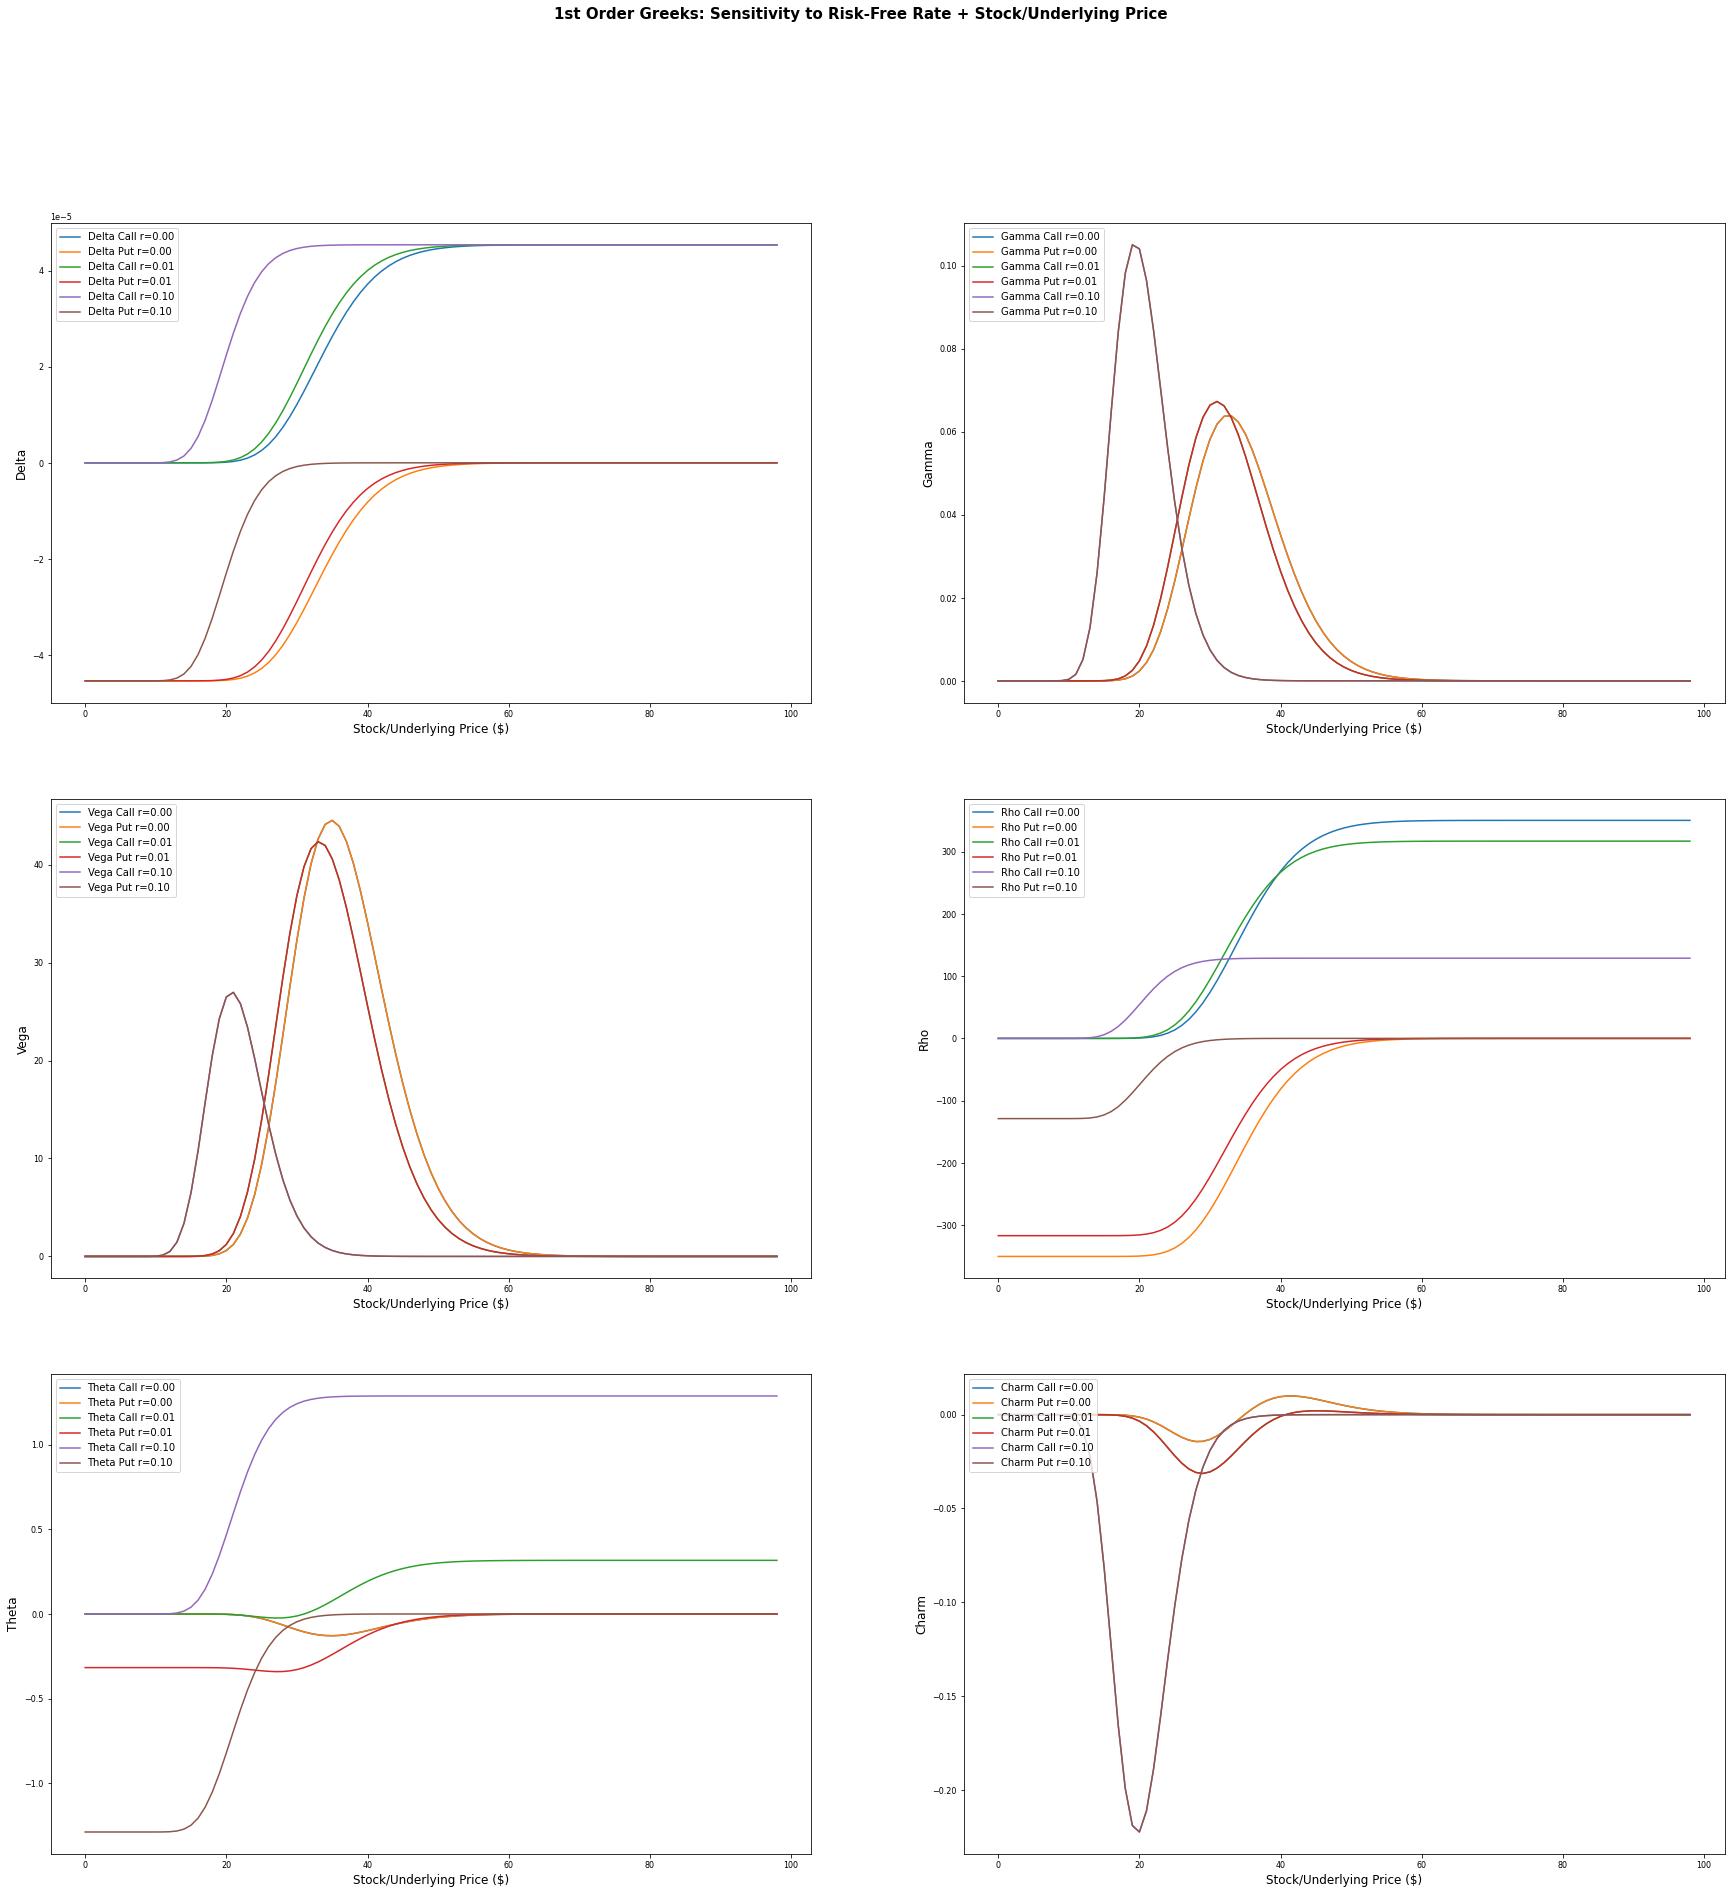 1st Order Greeks: Sensitivity to Risk-Free Rate + Stock/Underlying Price
1e−5
Delta Call r=0.00
Delta Put r=0.00
Delta Call r=0.01
Delta Put r=0.01
Delta Call r=0.10
Delta Put r=0.10
4
2
0
−2
−4
Delta
0 20 40 60 80 100
Stock/Underlying Price ($)
Gamma Call r=0.00
Gamma Put r=0.00
Gamma Call r=0.01
Gamma Put r=0.01
Gamma Call r=0.10
Gamma Put r=0.10
0.10
0.08
0.06
0.04
0.02
0.00
Gamma
0 20 40 60 80 100
Stock/Underlying Price ($)
Vega Call r=0.00
Vega Put r=0.00
Vega Call r=0.01
Vega Put r=0.01
Vega Call r=0.10
Vega Put r=0.10
40
30
20
10
0
Vega
0 20 40 60 80 100
Stock/Underlying Price ($)
Rho Call r=0.00
Rho Put r=0.00
Rho Call r=0.01
Rho Put r=0.01
Rho Call r=0.10
Rho Put r=0.10
300
200
100
0
−100
−200
−300
Rho
0 20 40 60 80 100
Stock/Underlying Price ($)
Theta Call r=0.00
Theta Put r=0.00
Theta Call r=0.01
Theta Put r=0.01
Theta Call r=0.10
Theta Put r=0.10
1.0
0.5
0.0
−0.5
−1.0
Theta
0 20 40 60 80 100
Stock/Underlying Price ($)
Charm Call r=0.00
Charm Put r=0.00
Charm Call r=0.01
Charm Put r=0.01
Charm Call r=0.10
Charm Put r=0.10
0.00
−0.05
−0.10
−0.15
−0.20
Charm
0 20 40 60 80 100
Stock/Underlying Price ($)